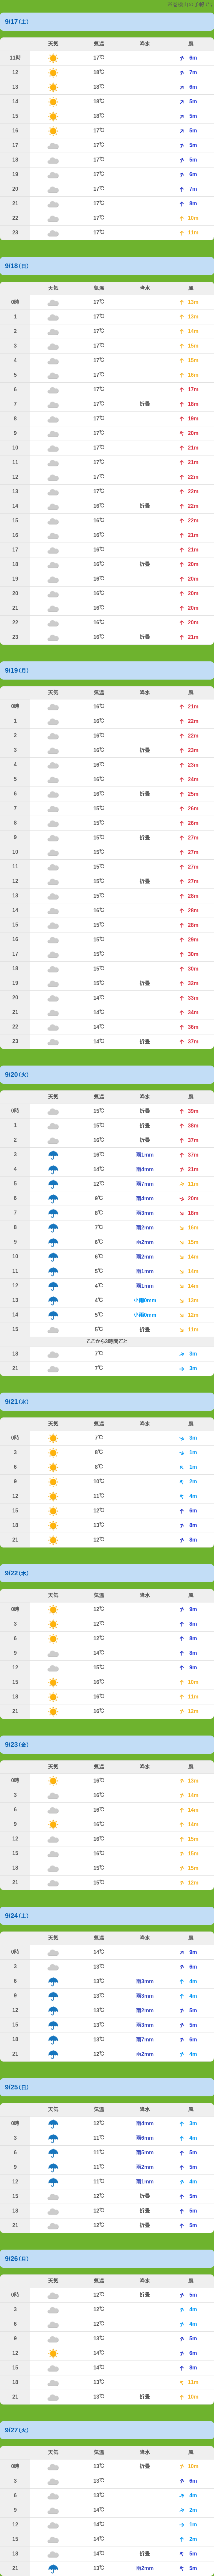 9/17(土)
天気 気温 降水 風
11時 17℃ 6m
12 18℃ 7m
13 18℃ 6m
14 18℃ 5m
15 18℃ 5m
16 17℃ 5m
17 17℃ 5m
18 17℃ 5m
19 17℃ 6m
20 17℃ 7m
21 17℃ 8m
22 17℃ 10m
23 17℃ 11m
9/18(日)
天気 気温 降水 風
0時 17℃ 13m
1 17℃ 13m
2 17℃ 14m
3 17℃ 15m
4 17℃ 15m
5 17℃ 16m
6 17℃ 17m
7 17℃ 折畳 18m
8 17℃ 19m
9 17℃ 20m
10 17℃ 21m
11 17℃ 21m
12 17℃ 22m
13 17℃ 22m
14 16℃ 折畳 22m
15 16℃ 22m
16 16℃ 21m
17 16℃ 21m
18 16℃ 折畳 20m
19 16℃ 20m
20 16℃ 20m
21 16℃ 20m
22 16℃ 20m
23 16℃ 折畳 21m
9/19(月)
天気 気温 降水 風
0時 16℃ 21m
1 16℃ 22m
2 16℃ 22m
3 16℃ 折畳 23m
4 16℃ 23m
5 16℃ 24m
6 16℃ 折畳 25m
7 15℃ 26m
8 15℃ 26m
9 15℃ 折畳 27m
10 15℃ 27m
11 15℃ 27m
12 15℃ 折畳 27m
13 15℃ 28m
14 16℃ 28m
15 15℃ 28m
16 15℃ 29m
17 15℃ 30m
18 15℃ 30m
19 15℃ 折畳 32m
20 14℃ 33m
21 14℃ 34m
22 14℃ 36m
23 14℃ 折畳 37m
9/20(火)
天気 気温 降水 風
0時 15℃ 折畳 39m
1 15℃ 折畳 38m
2 16℃ 折畳 37m
3 16℃ 雨1mm 37m
4 14℃ 雨4mm 21m
5 12℃ 雨7mm 11m
6 9℃ 雨4mm 20m
7 8℃ 雨3mm 18m
8 7℃ 雨2mm 16m
9 6℃ 雨2mm 15m
10 6℃ 雨2mm 14m
11 5℃ 雨1mm 14m
12 4℃ 雨1mm 14m
13 4℃ 小雨0mm 13m
14 5℃ 小雨0mm 12m
15 5℃ 折畳 11m
ここから3時間ごと
18 7℃ 3m
21 7℃ 3m
9/21(水)
天気 気温 降水 風
0時 7℃ 3m
3 8℃ 1m
6 8℃ 1m
9 10℃ 2m
12 11℃ 4m
15 12℃ 6m
18 13℃ 8m
21 12℃ 8m
9/22(木)
天気 気温 降水 風
0時 12℃ 9m
3 12℃ 8m
6 12℃ 8m
9 14℃ 8m
12 15℃ 9m
15 16℃ 10m
18 16℃ 11m
21 16℃ 12m
9/23(金)
天気 気温 降水 風
0時 16℃ 13m
3 16℃ 14m
6 16℃ 14m
9 16℃ 14m
12 16℃ 15m
15 16℃ 15m
18 15℃ 15m
21 15℃ 12m
9/24(土)
天気 気温 降水 風
0時 14℃ 9m
3 13℃ 6m
6 13℃ 雨3mm 4m
9 13℃ 雨3mm 4m
12 13℃ 雨2mm 5m
15 13℃ 雨3mm 5m
18 13℃ 雨7mm 6m
21 12℃ 雨2mm 4m
9/25(日)
天気 気温 降水 風
0時 12℃ 雨4mm 3m
3 11℃ 雨6mm 4m
6 11℃ 雨5mm 5m
9 11℃ 雨2mm 5m
12 11℃ 雨1mm 4m
15 12℃ 折畳 5m
18 12℃ 折畳 5m
21 12℃ 折畳 5m
9/26(月)
天気 気温 降水 風
0時 12℃ 折畳 5m
3 12℃ 4m
6 12℃ 4m
9 13℃ 5m
12 14℃ 6m
15 14℃ 8m
18 13℃ 11m
21 13℃ 折畳 10m
9/27(火)
天気 気温 降水 風
0時 13℃ 折畳 10m
3 13℃ 6m
6 13℃ 4m
9 14℃ 2m
12 14℃ 1m
15 14℃ 2m
18 14℃ 折畳 5m
21 13℃ 雨2mm 5m